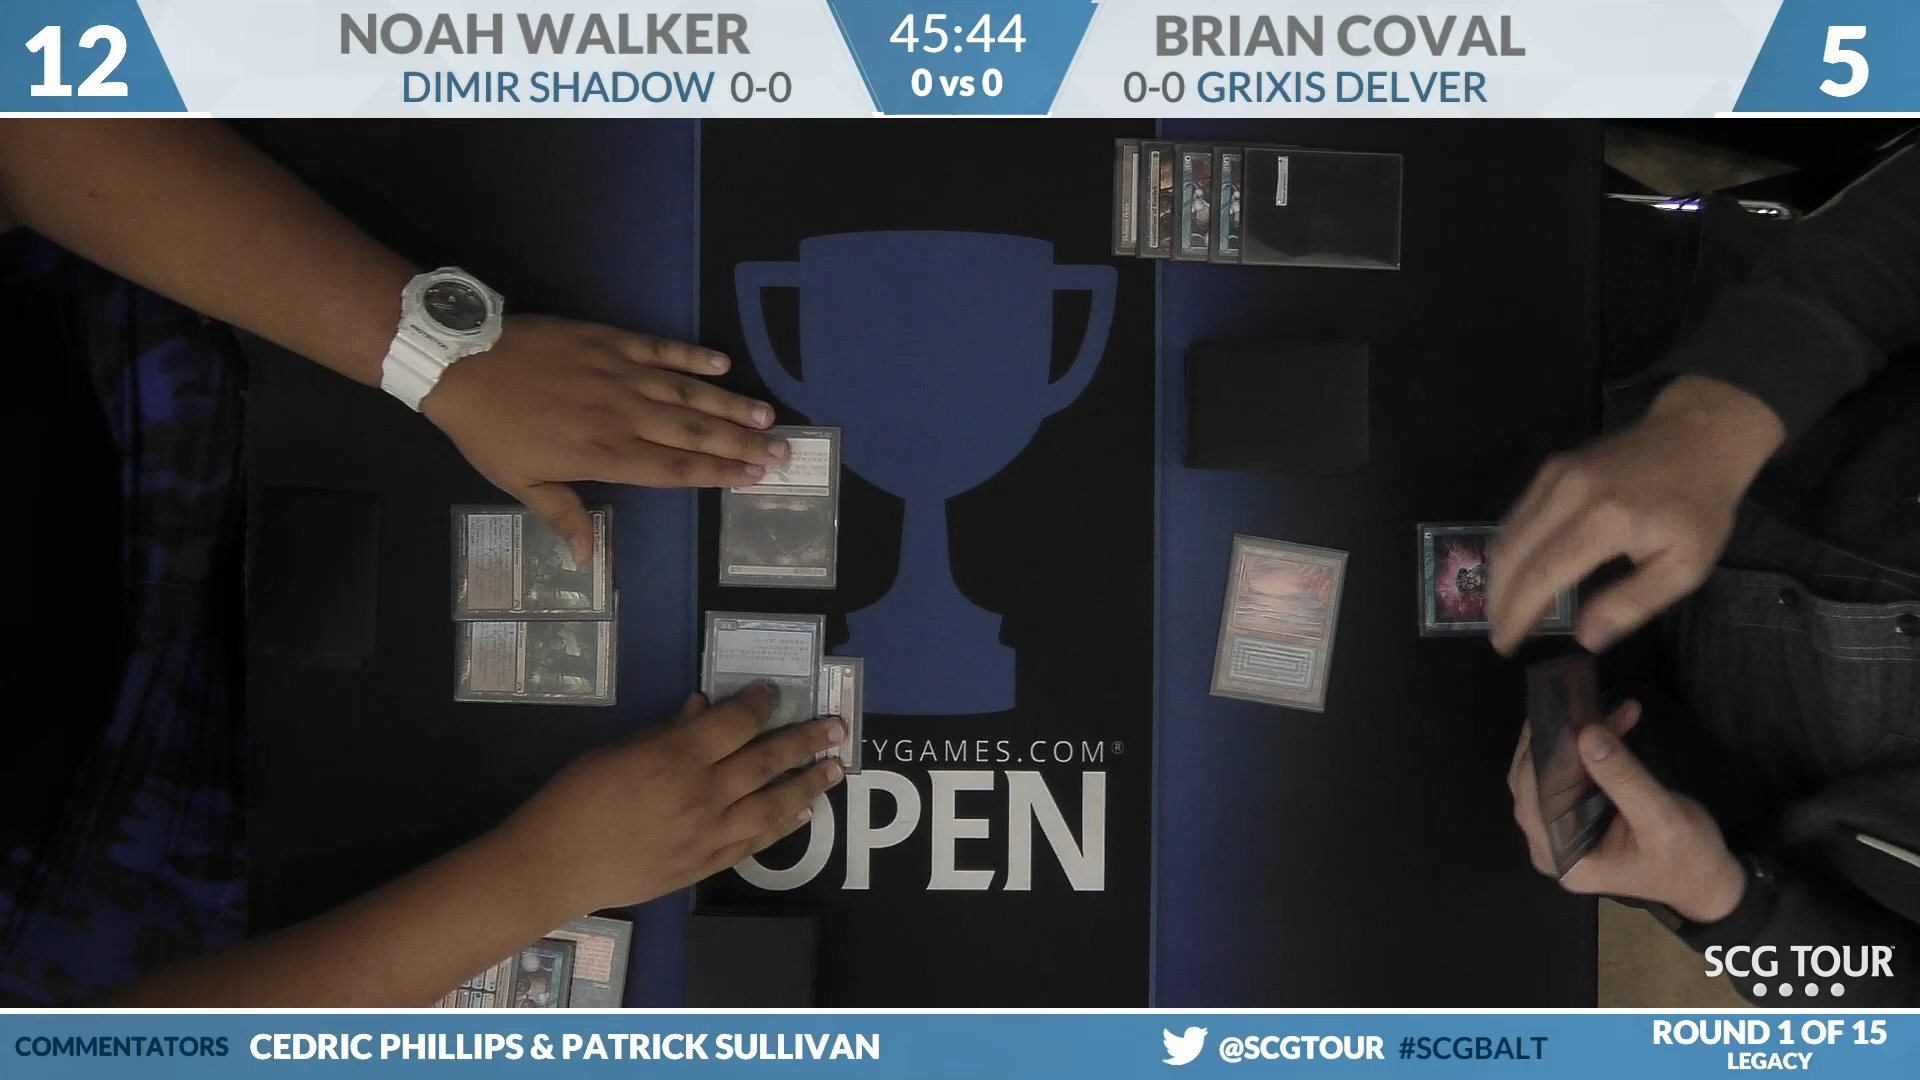 12
NOAH WALKER
DIMIR SHADOW 0-0
45:44
0 vs 0
BRIAN COVAL
0-0 GRIXIS DELVER
5
TYGAMES.COM®
OPEN
SCG TOUR
COMMENTATORS CEDRIC PHILLIPS & PATRICK SULLIVAN
@SCGTOUR #SCGBALT
ROUND 1 OF 15
LEGACY